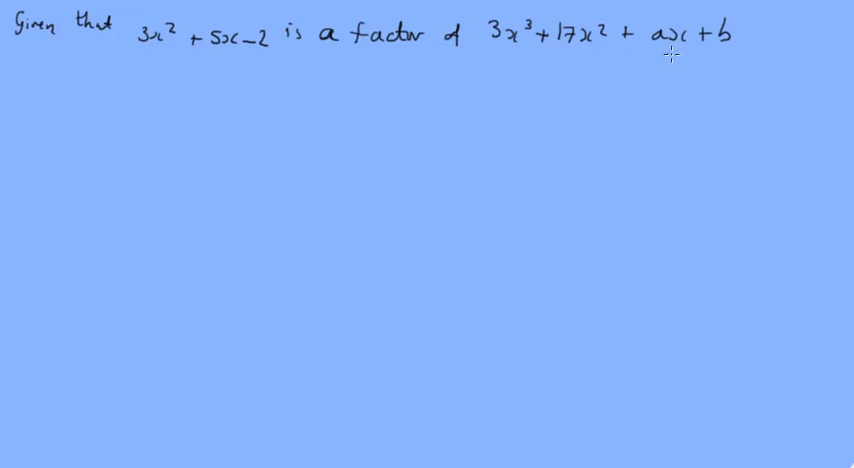 Given that 3x² + 5x - 2 is a factor of 3x³ + 17x² + ax + b